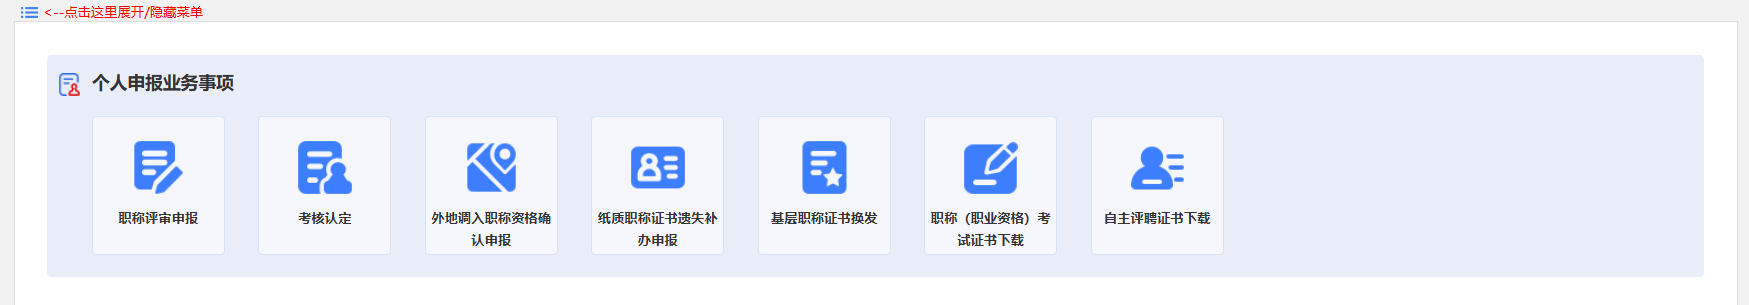 <--点击这里展开/隐藏菜单
个人申报业务事项
职称评审申报
考核认定
外地调入职称资格确
认申报
纸质职称证书遗失补
办申报
基层职称证书换发
职称（职业资格）考
试证书下载
自主评聘证书下载